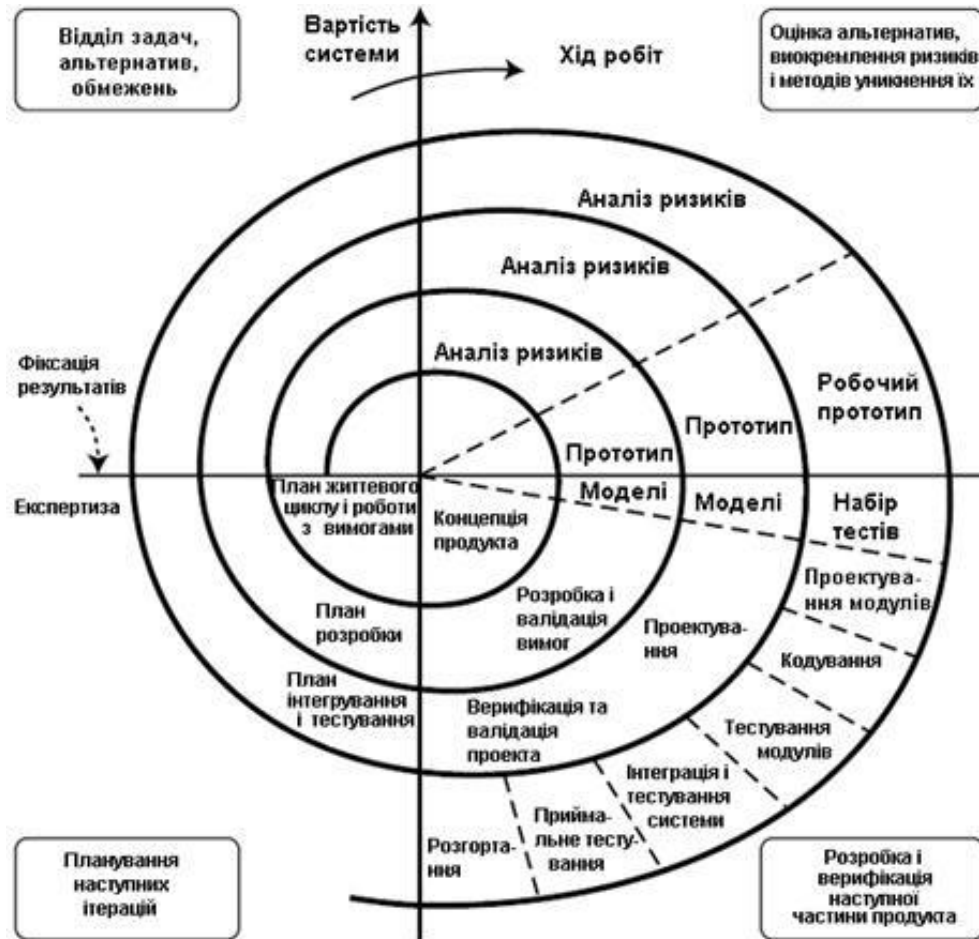 Відділ задач,
альтернатив,
обмежень
Вартість
системи
Хід робіт
Оцінка альтернатив,
виокремлення ризиків
і методів уникнення їх
Аналіз ризиків
Аналіз ризиків
Аналіз ризиків
Фіксація
результатів
Робочий
прототип
Прототип
Прототип
Експертиза
План життевого
циклу і роботи
з вимогами
Концепція
продукта
Моделі
Моделі
Набір
тестів
Проектува-
ння модулів
План
розробки
Розробка і
валідація
вимог
Проектува-
ння
Кодування
План
інтегрування
і тестування
Верифікація та
валідація
проекта
Тестування
модулів
Інтеграція і
тестування
системи
Прийма-
льне тесту-
вання
Розгорта-
ння
Планування
наступних
ітерацій
Розробка і
верифікація
наступної
частини продукта